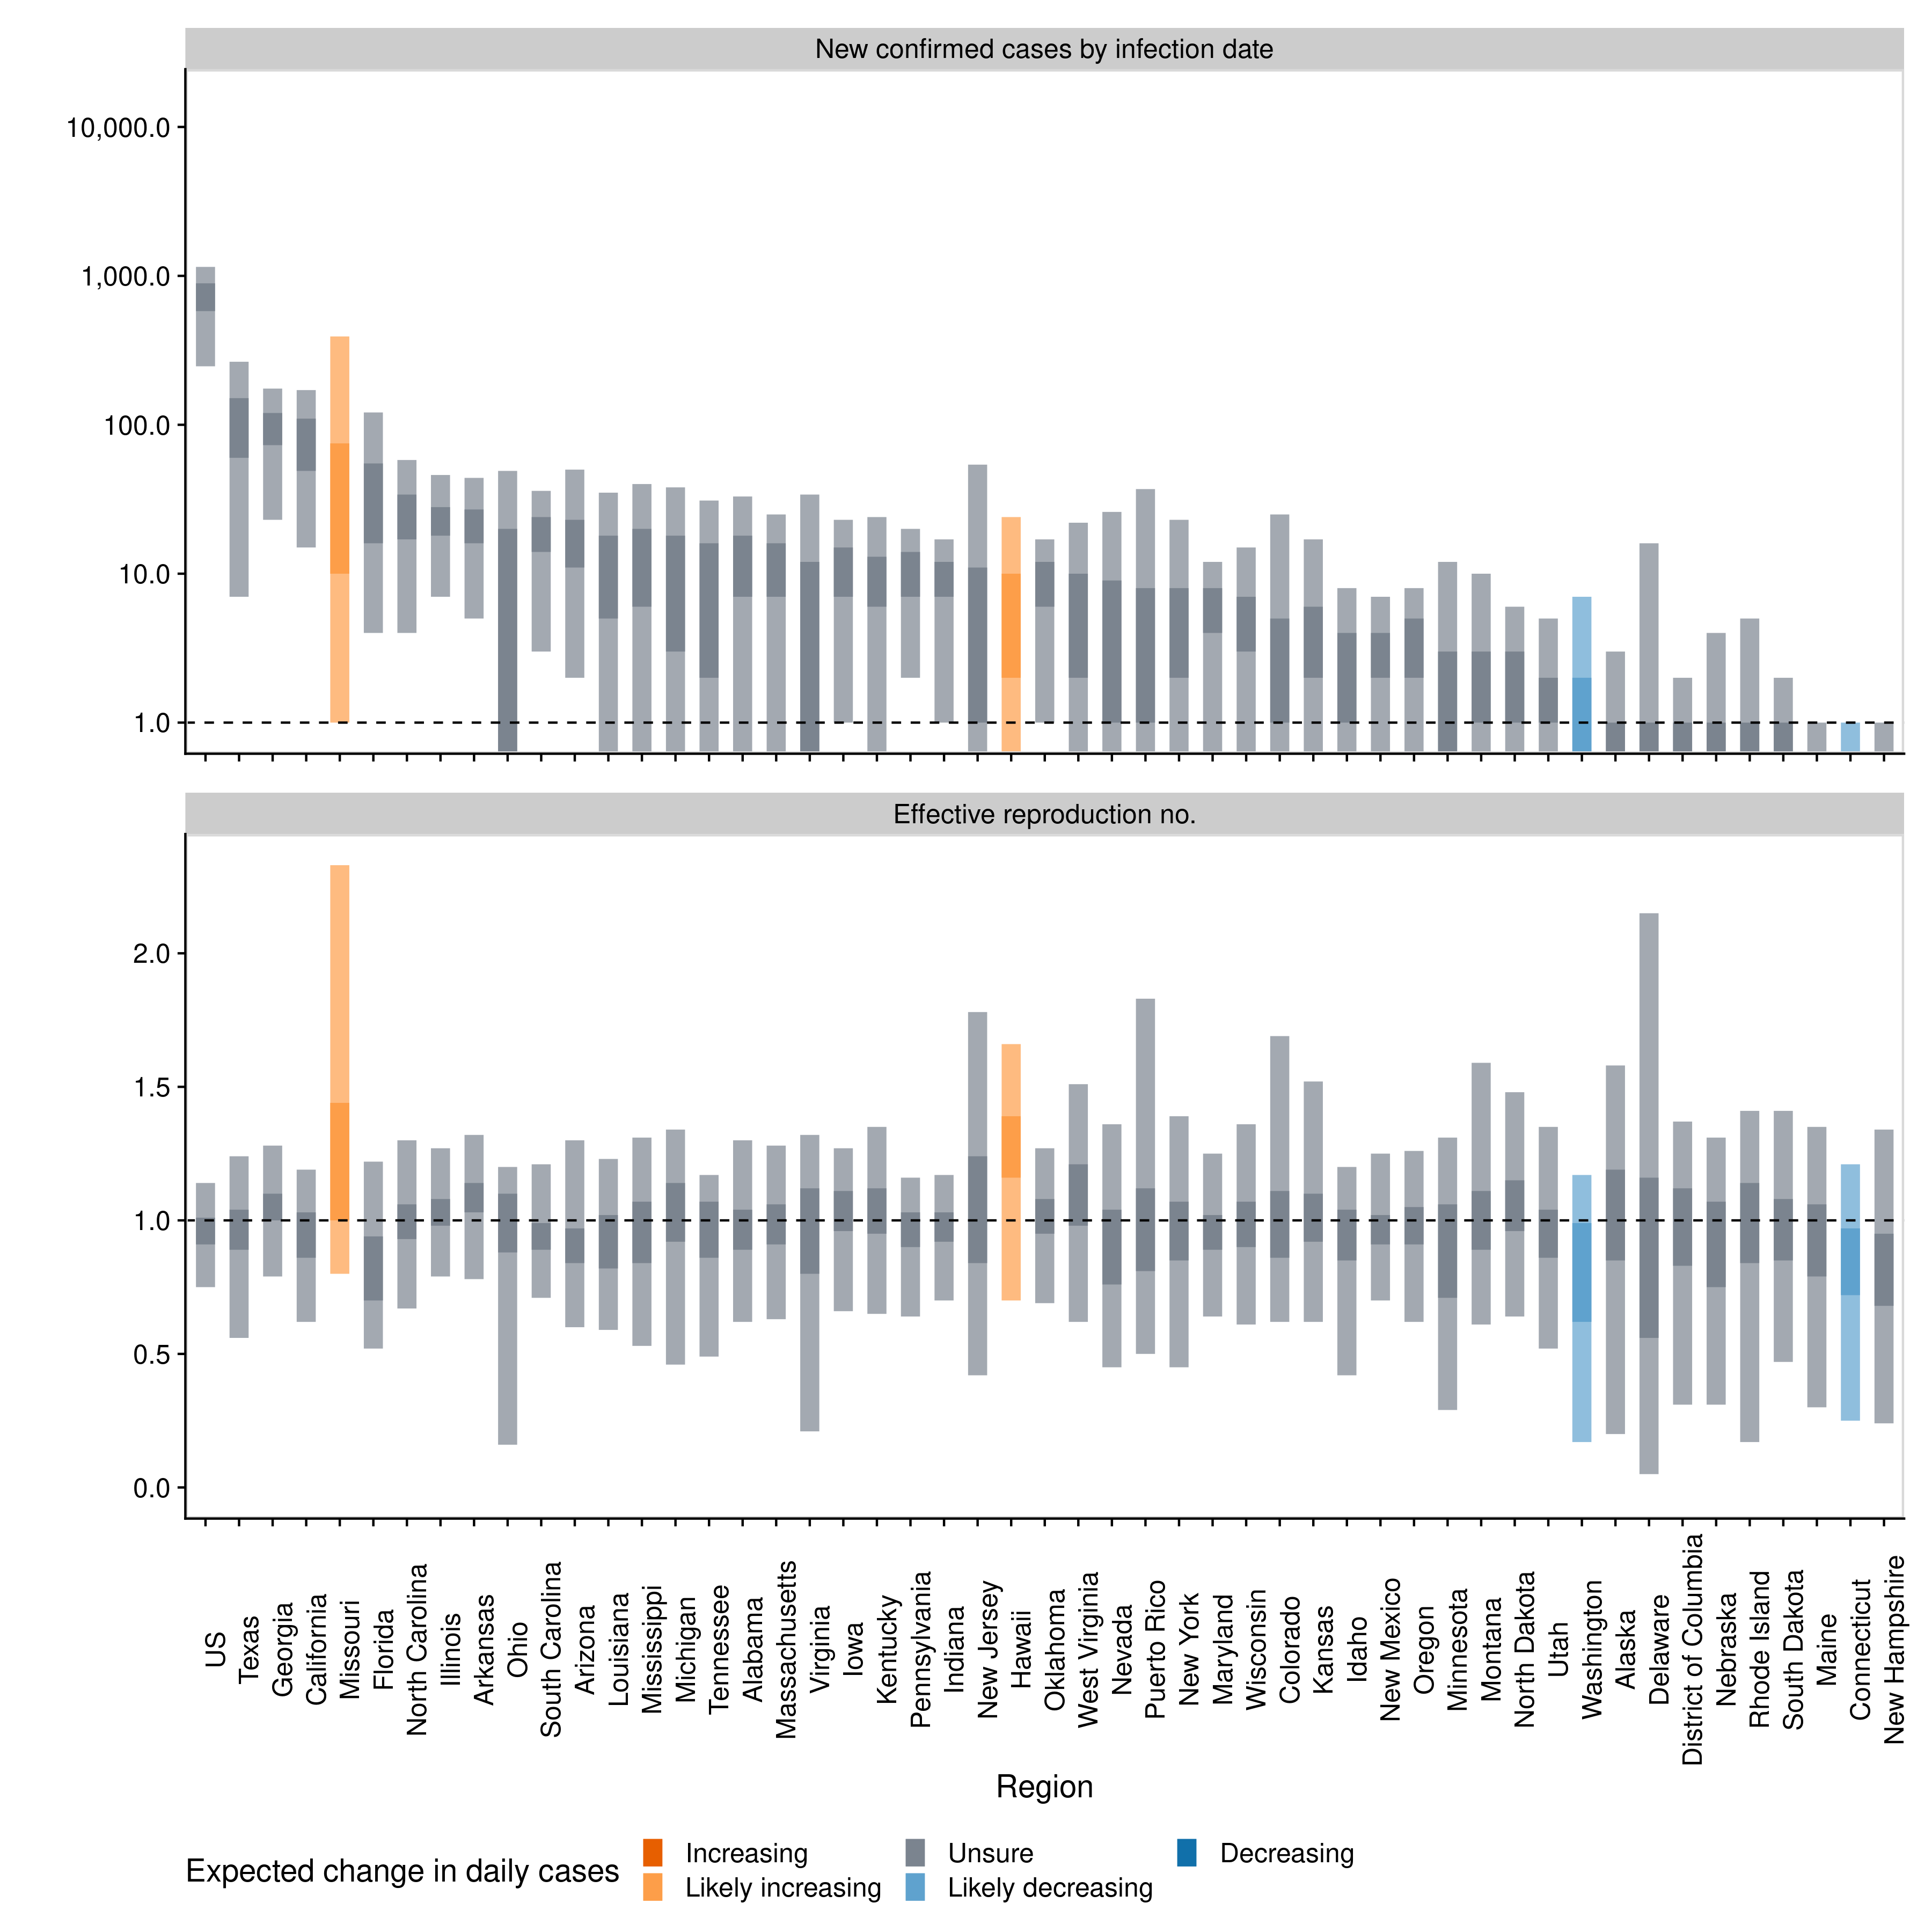 New confirmed cases by infection date
10,000.0
1,000.0
100.0
10.0
1.0
Effective reproduction no.
2.0
1.5
1.0
0.5
0.0
US
Texas
Georgia
California
Missouri
Florida
North Carolina
Illinois
Arkansas
Ohio
South Carolina
Arizona
Louisiana
Mississippi
Michigan
Tennessee
Alabama
Massachusetts
Virginia
Iowa
Kentucky
Pennsylvania
Indiana
New Jersey
Hawaii
Oklahoma
West Virginia
Nevada
Puerto Rico
New York
Maryland
Wisconsin
Colorado
Kansas
Idaho
New Mexico
Oregon
Minnesota
Montana
North Dakota
Utah
Washington
Alaska
Delaware
District of Columbia
Nebraska
Rhode Island
South Dakota
Maine
Connecticut
New Hampshire
Region
Expected change in daily cases
Increasing
Likely increasing
Unsure
Likely decreasing
Decreasing